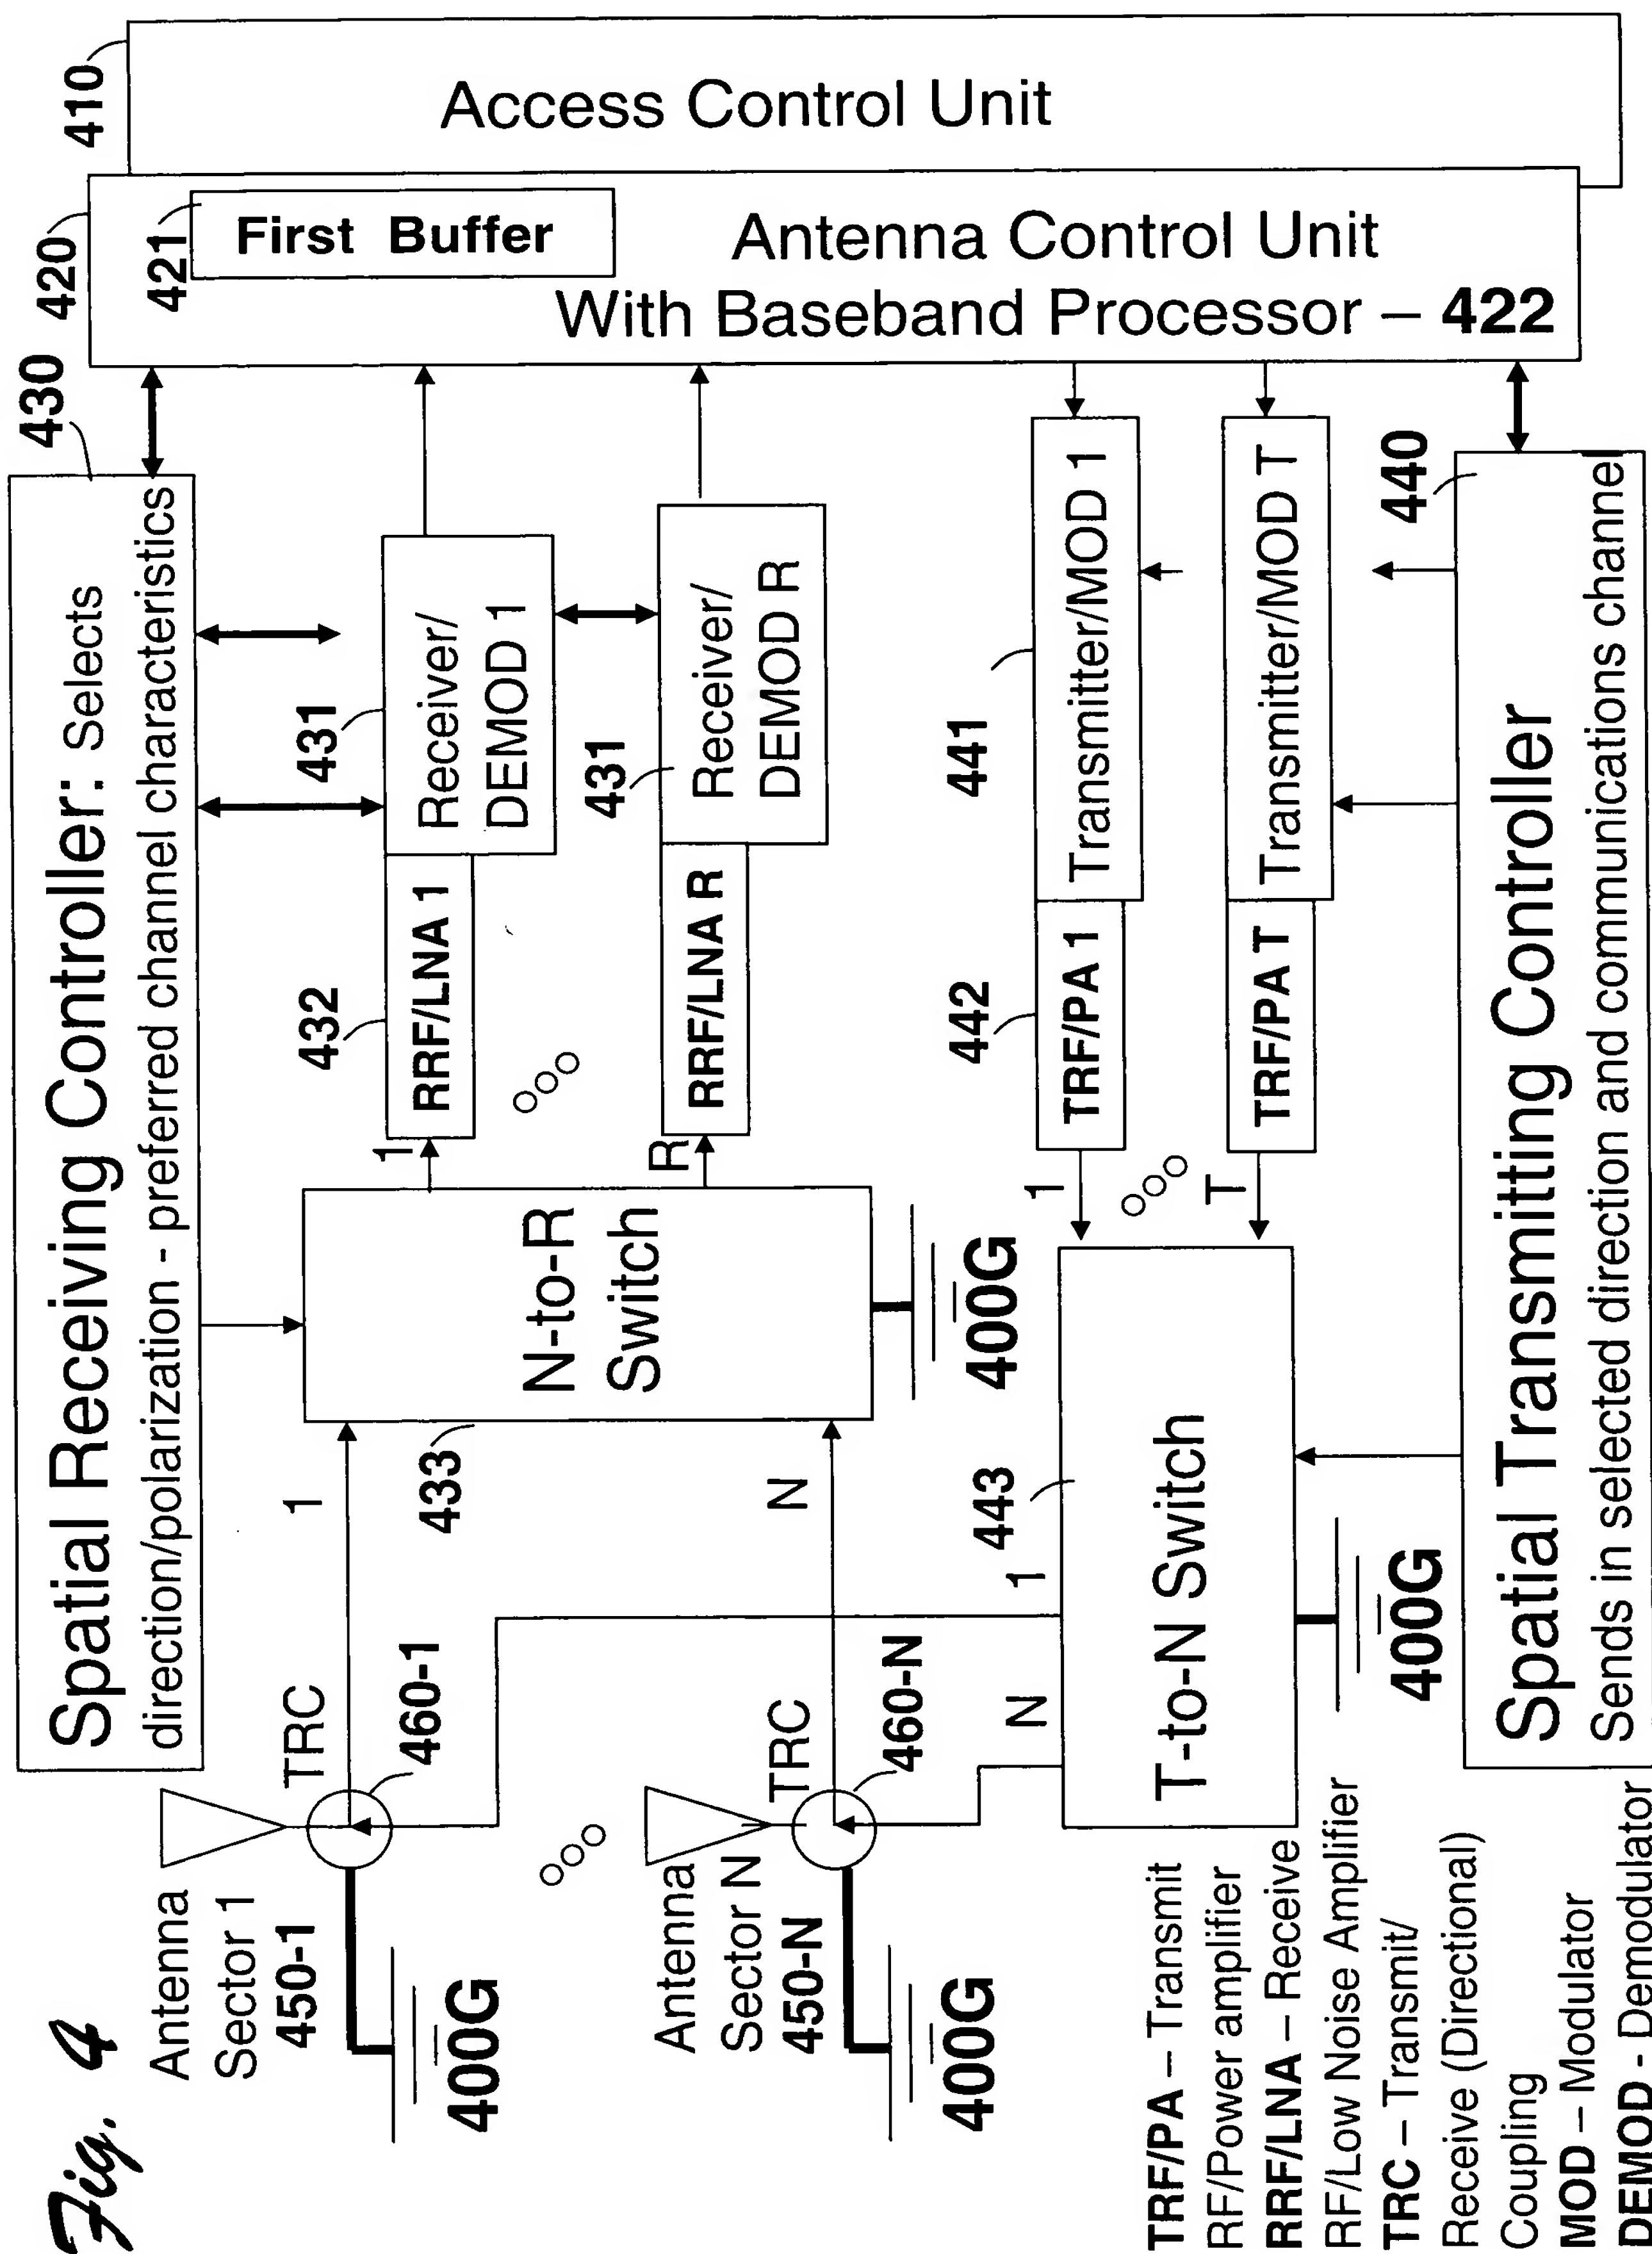 Fig. 4
Spatial Receiving Controller: Selects
direction/polarization - preferred channel characteristics
430
420
410
Access Control Unit
421
First Buffer
Antenna Control Unit
With Baseband Processor – 422
Antenna
Sector 1
450-1
TRC
460-1
400G
1
433
N-to-R
Switch
400G
1
432
RRF/LNA 1
431
Receiver/
DEMOD 1
R
RRF/LNA R
431
Receiver/
DEMOD R
Antenna
Sector N
450-N
TRC
460-N
400G
N
N
1
443
T-to-N Switch
400G
1
442
TRF/PA 1
441
Transmitter/MOD 1
T
TRF/PA T
Transmitter/MOD T
440
Spatial Transmitting Controller
Sends in selected direction and communications channel
TRF/PA – Transmit
RF/Power amplifier
RRF/LNA – Receive
RF/Low Noise Amplifier
TRC – Transmit/
Receive (Directional)
Coupling
MOD – Modulator
DEMOD - Demodulator